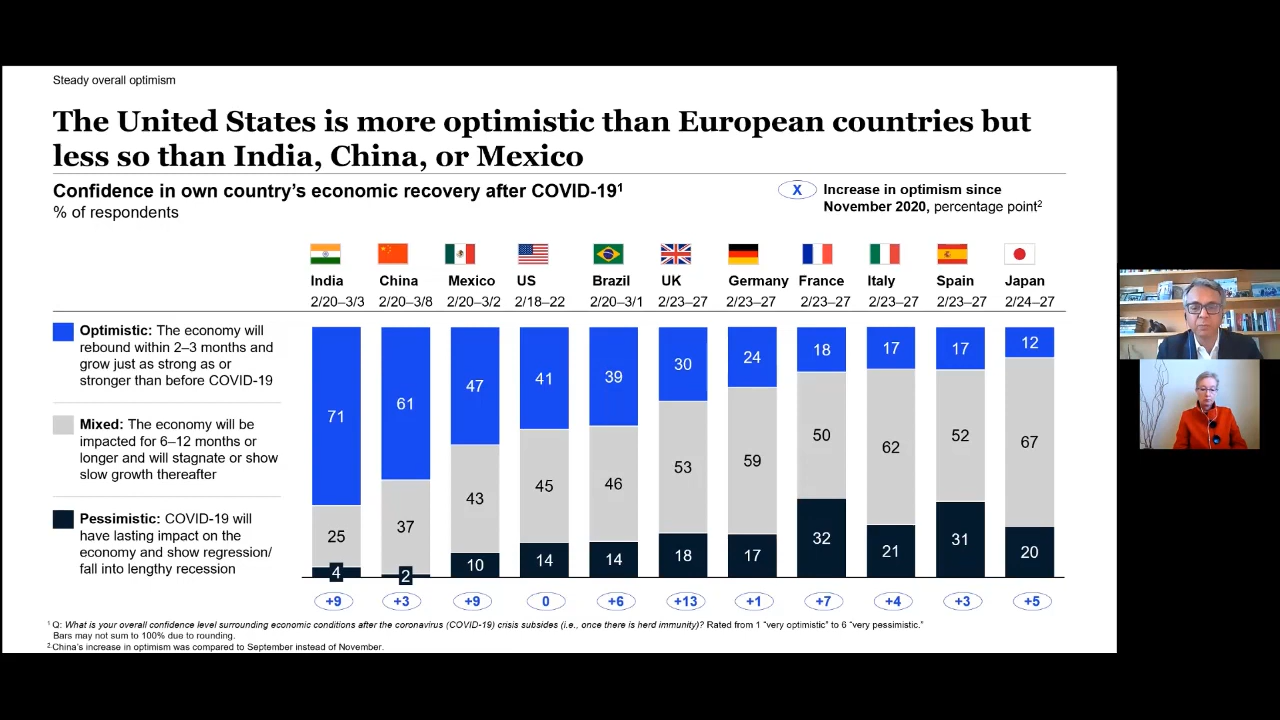 Steady overall optimism
The United States is more optimistic than European countries but
less so than India, China, or Mexico
Confidence in own country's economic recovery after COVID-19¹
% of respondents
X
Increase in optimism since
November 2020, percentage point²
India China Mexico US Brazil UK Germany France Italy Spain Japan
2/20–3/3 2/20–3/8 2/20–3/2 2/18–22 2/20–3/1 2/23–27 2/23–27 2/23–27 2/23–27 2/23–27 2/24–27
Optimistic: The economy will
rebound within 2–3 months and
grow just as strong as or
stronger than before COVID-19
71 61 47 41 39 30 24 18 17 17 12
Mixed: The economy will be
impacted for 6–12 months or
longer and will stagnate or show
slow growth thereafter
25 37 43 45 46 53 59 50 62 52 67
Pessimistic: COVID-19 will
have lasting impact on the
economy and show regression/
fall into lengthy recession
4 2 10 14 14 18 17 32 21 31 20
+9 +3 +9 0 +6 +13 +1 +7 +4 +3 +5
¹ Q: What is your overall confidence level surrounding economic conditions after the coronavirus (COVID-19) crisis subsides (i.e., once there is herd immunity)? Rated from 1 "very optimistic" to 6 "very pessimistic."
Bars may not sum to 100% due to rounding.
² China's increase in optimism was compared to September instead of November.